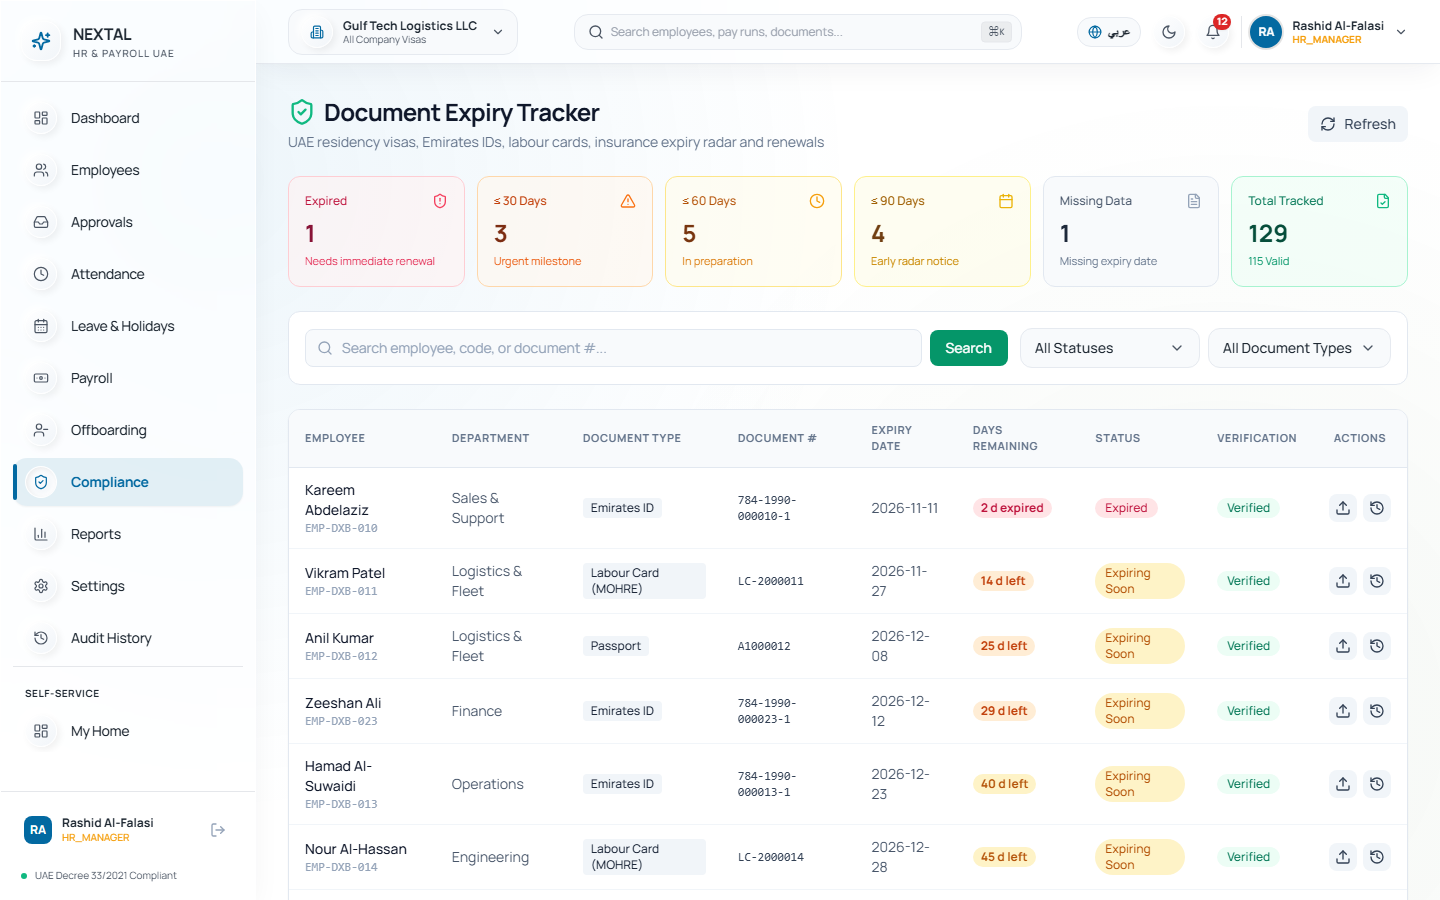 NEXTAL
HR & PAYROLL UAE
Dashboard
Employees
Approvals
Attendance
Leave & Holidays
Payroll
Offboarding
Compliance
Reports
Settings
Audit History
SELF-SERVICE
My Home
RA
Rashid Al-Falasi
HR_MANAGER
UAE Decree 33/2021 Compliant
Gulf Tech Logistics LLC
All Company Visas
Search employees, pay runs, documents...
⌘K
عربي
12
RA
Rashid Al-Falasi
HR_MANAGER
Document Expiry Tracker
UAE residency visas, Emirates IDs, labour cards, insurance expiry radar and renewals
Refresh
Expired
1
Needs immediate renewal
≤ 30 Days
3
Urgent milestone
≤ 60 Days
5
In preparation
≤ 90 Days
4
Early radar notice
Missing Data
1
Missing expiry date
Total Tracked
129
115 Valid
Search employee, code, or document #...
Search
All Statuses
All Document Types
EMPLOYEE DEPARTMENT DOCUMENT TYPE DOCUMENT # EXPIRY DATE DAYS REMAINING STATUS VERIFICATION ACTIONS
Kareem Abdelaziz EMP-DXB-010 Sales & Support Emirates ID 784-1990-000010-1 2026-11-11 2 d expired Expired Verified
Vikram Patel EMP-DXB-011 Logistics & Fleet Labour Card (MOHRE) LC-2000011 2026-11-27 14 d left Expiring Soon Verified
Anil Kumar EMP-DXB-012 Logistics & Fleet Passport A1000012 2026-12-08 25 d left Expiring Soon Verified
Zeeshan Ali EMP-DXB-023 Finance Emirates ID 784-1990-000023-1 2026-12-12 29 d left Expiring Soon Verified
Hamad Al-Suwaidi EMP-DXB-013 Operations Emirates ID 784-1990-000013-1 2026-12-23 40 d left Expiring Soon Verified
Nour Al-Hassan EMP-DXB-014 Engineering Labour Card (MOHRE) LC-2000014 2026-12-28 45 d left Expiring Soon Verified